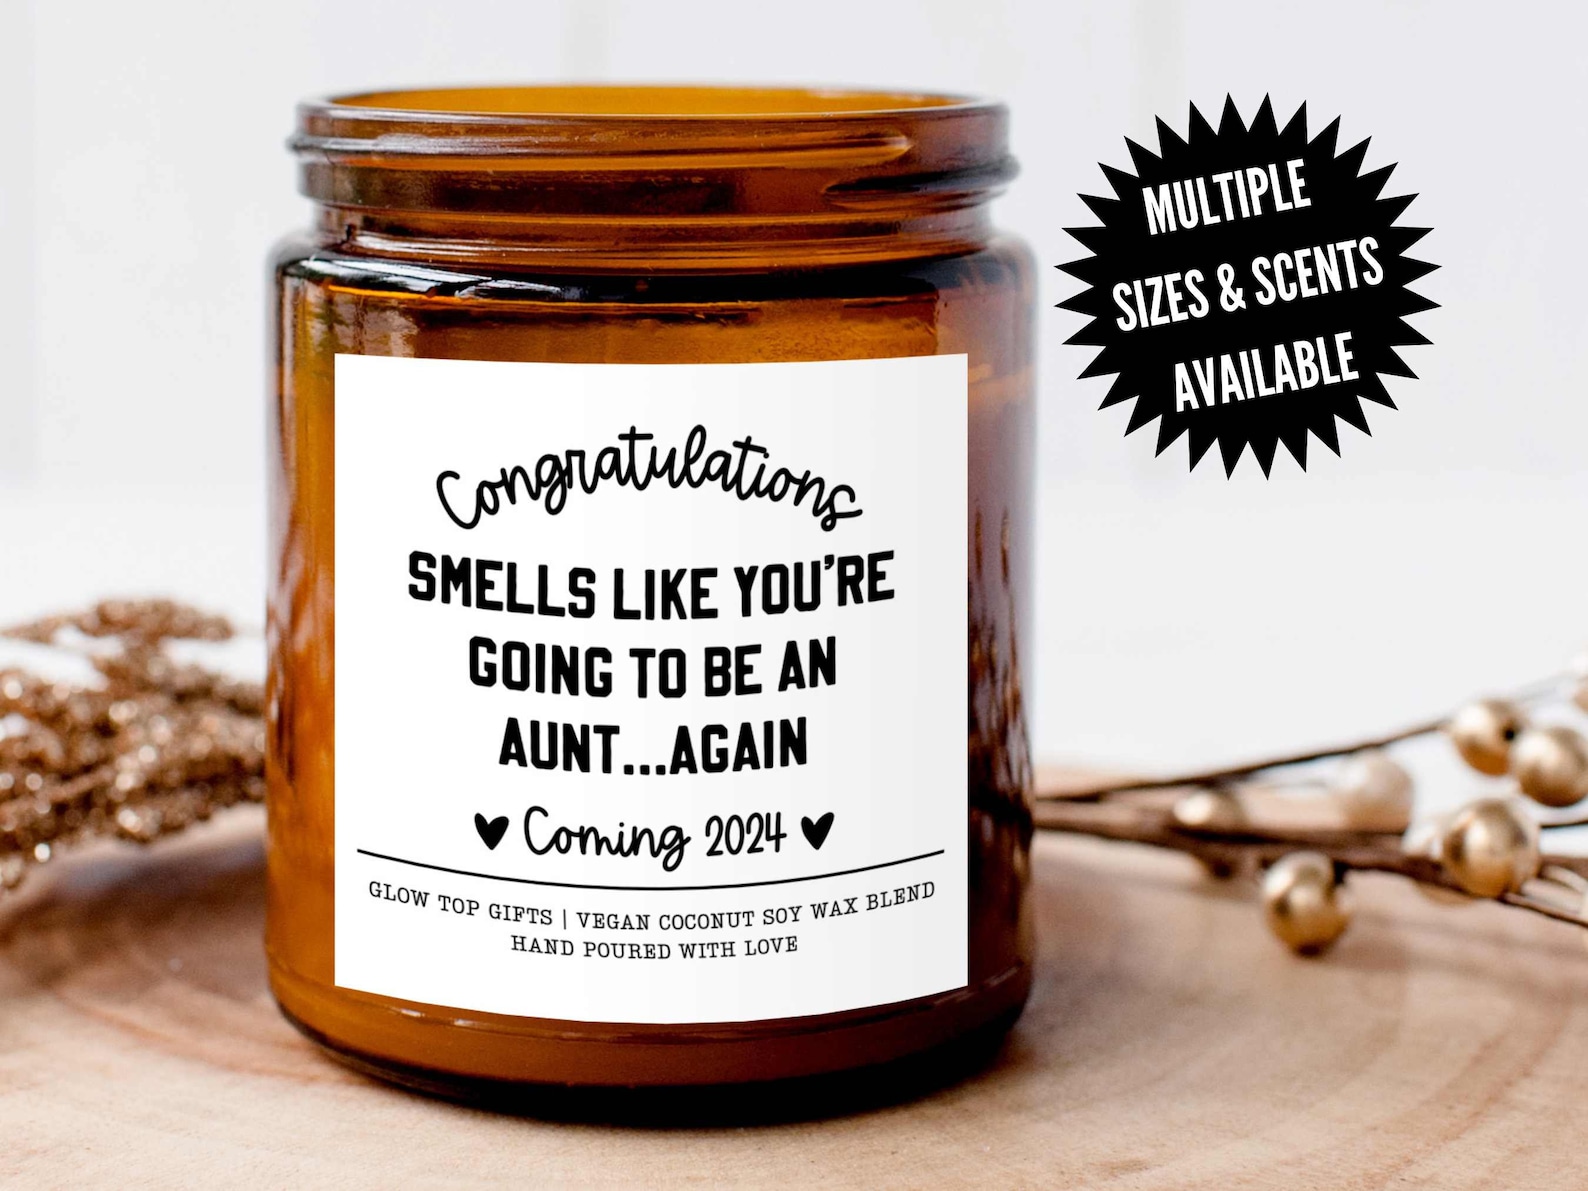 Congratulations
SMELLS LIKE YOU'RE
GOING TO BE AN
AUNT...AGAIN
♥ Coming 2024 ♥
GLOW TOP GIFTS | VEGAN COCONUT SOY WAX BLEND
HAND POURED WITH LOVE
MULTIPLE
SIZES & SCENTS
AVAILABLE